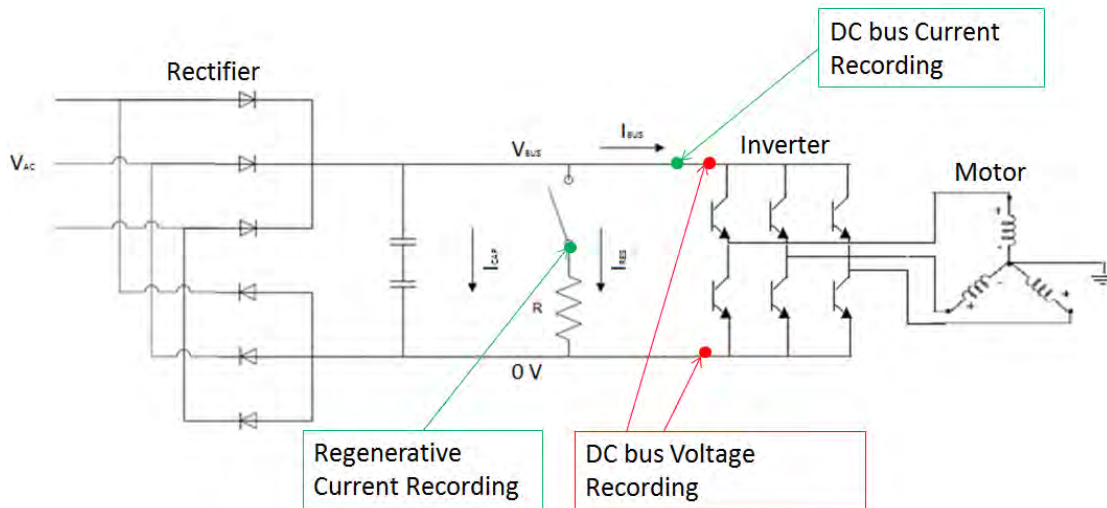 DC bus Current
Recording
Rectifier
IBUS
Inverter
VAC
VBUS
Motor
ICAP
IRES
R
0 V
Regenerative
Current Recording
DC bus Voltage
Recording